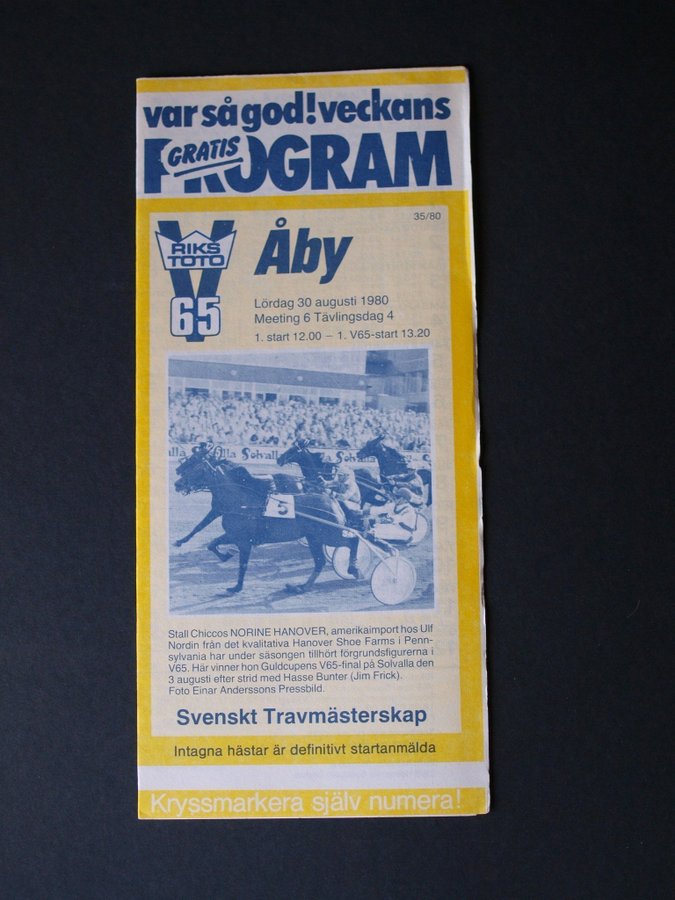 var så god! veckans
GRATIS
PROGRAM
35/80
RIKS
TOTO
V
65
Åby
Lördag 30 augusti 1980
Meeting 6 Tävlingsdag 4
1. start 12.00 – 1. V65-start 13.20
Solvalla
5
Stall Chiccos NORINE HANOVER, amerikaimport hos Ulf
Nordin från det kvalitativa Hanover Shoe Farms i Penn-
sylvania har under säsongen tillhört förgrundsfigurerna i
V65. Här vinner hon Guldcupens V65-final på Solvalla den
3 augusti efter strid med Hasse Bunter (Jim Frick).
Foto Einar Anderssons Pressbild.
Svenskt Travmästerskap
Intagna hästar är definitivt startanmälda
Kryssmarkera själv numera!